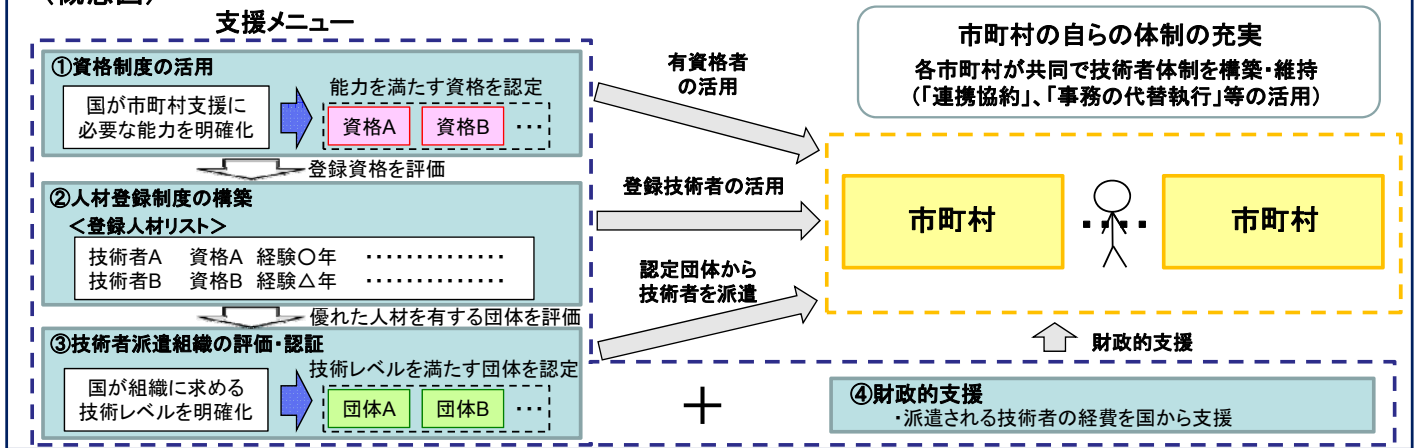 支援メニュー
①資格制度の活用
国が市町村支援に
必要な能力を明確化
能力を満たす資格を認定
資格A
資格B
・・・
登録資格を評価
②人材登録制度の構築
＜登録人材リスト＞
技術者A　資格A 経験○年　・・・・・・・・・・・・・・
技術者B　資格B 経験△年　・・・・・・・・・・・・・・
優れた人材を有する団体を評価
③技術者派遣組織の評価・認証
国が組織に求める
技術レベルを明確化
技術レベルを満たす団体を認定
団体A
団体B
・・・
有資格者
の活用
登録技術者の活用
認定団体から
技術者を派遣
市町村の自らの体制の充実
各市町村が共同で技術者体制を構築・維持
（「連携協約」、「事務の代替執行」等の活用）
市町村
・・・・
市町村
財政的支援
＋
④財政的支援
・派遣される技術者の経費を国から支援